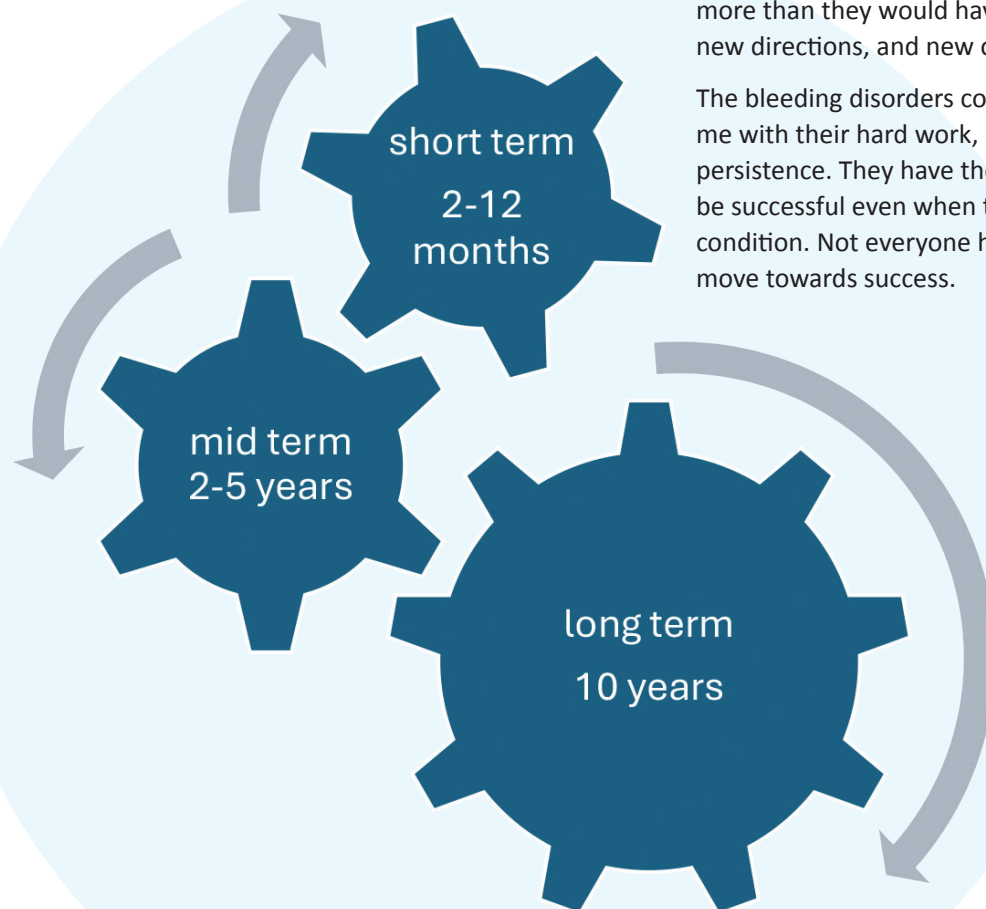 more than they would hav
new directions, and new
The bleeding disorders co
me with their hard work,
persistence. They have th
be successful even when t
condition. Not everyone h
move towards success.
short term
2-12
months
mid term
2-5 years
long term
10 years